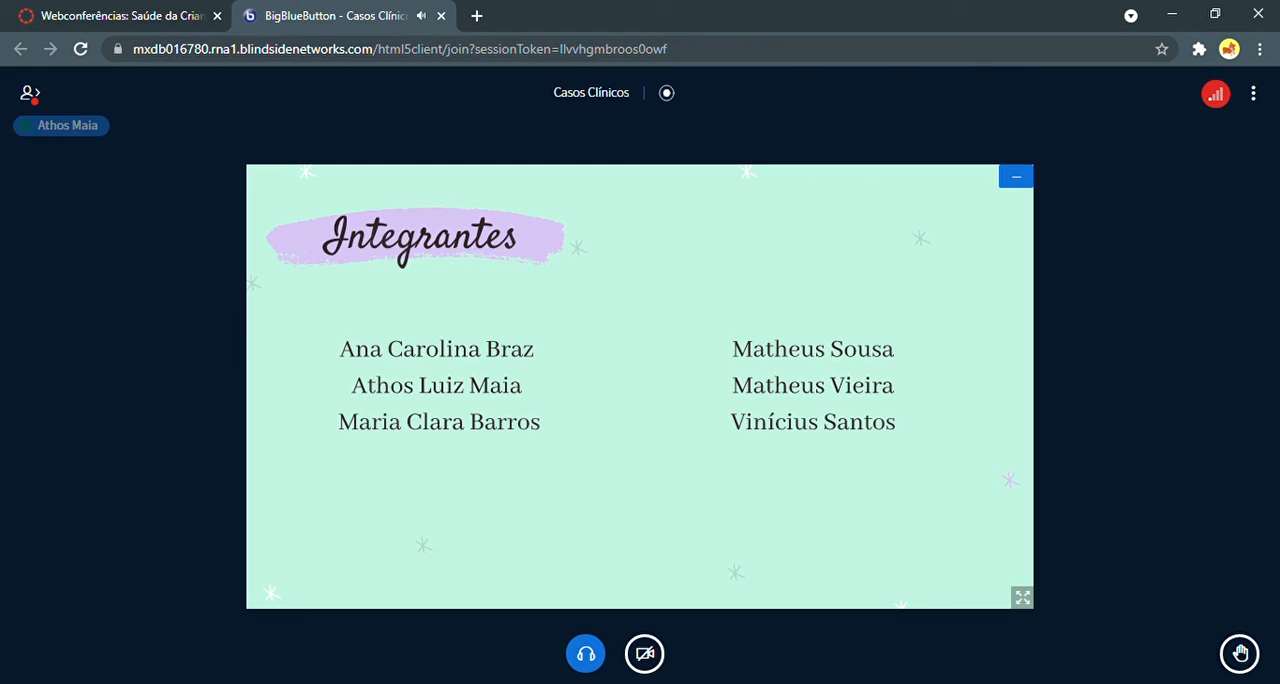 Webconferências: Saúde da Crian
BigBlueButton - Casos Clínic
mxdb016780.rna1.blindsidenetworks.com/html5client/join?sessionToken=llvvhgmbroos0owf
Casos Clínicos
Athos Maia
Integrantes
Ana Carolina Braz
Athos Luiz Maia
Maria Clara Barros
Matheus Sousa
Matheus Vieira
Vinícius Santos